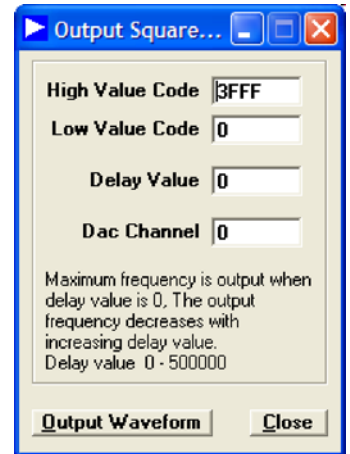 Output Square...
High Value Code 3FFF
Low Value Code 0
Delay Value 0
Dac Channel 0
Maximum frequency is output when
delay value is 0, The output
frequency decreases with
increasing delay value.
Delay value 0 - 500000
Output Waveform Close